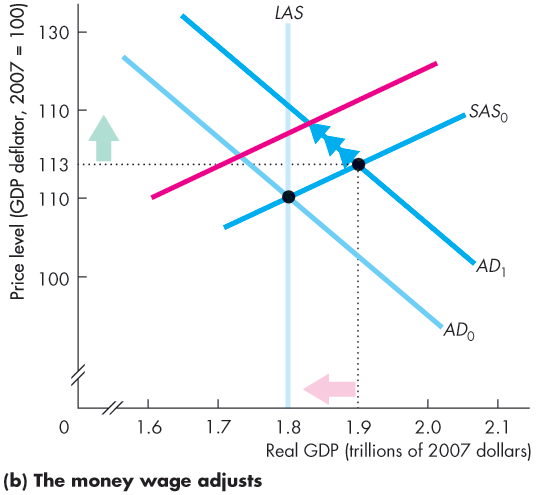 LAS
130
110
113
110
100
0
Price level (GDP deflator, 2007 = 100)
SAS₀
AD₁
AD₀
1.6 1.7 1.8 1.9 2.0 2.1
Real GDP (trillions of 2007 dollars)
(b) The money wage adjusts